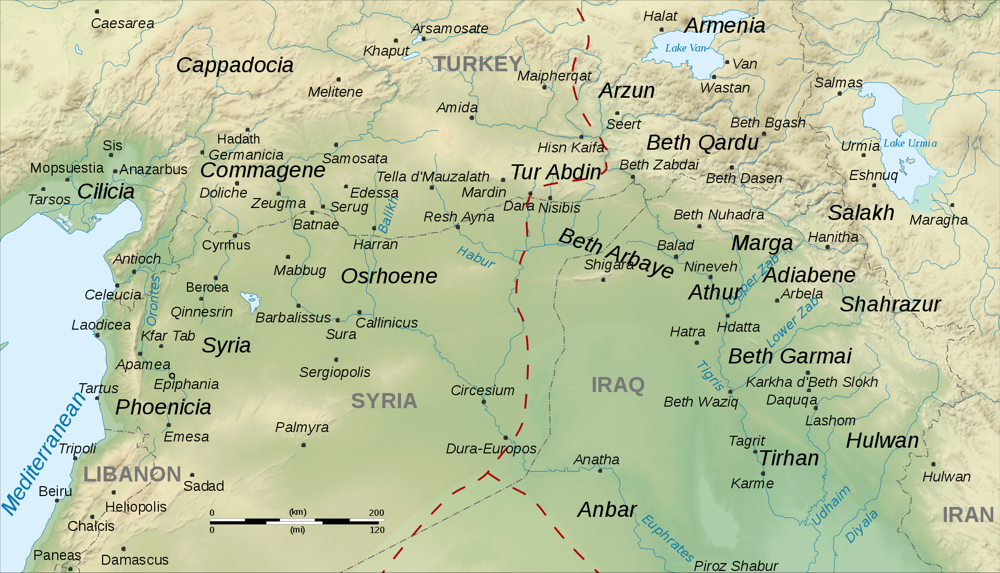 Caesarea
Arsamosate
Halat
Armenia
Khaput
Lake Van
Cappadocia
TURKEY
Van
Maipherqat
Melitene
Arzun
Wastan
Salmas
Amida
Seert
Beth Bgash
Hadath
Sis
Hisn Kaifa
Beth Qardu
Urmia
Lake Urmia
Germanicia
Samosata
Mopsuestia
Anazarbus
Commagene
Tella d'Mauzalath
Tur Abdin
Beth Zabdai
Beth Dasen
Eshnuq
Cilicia
Tarsos
Doliche
Zeugma
Edessa
Serug
Balikh
Mardin
Dara
Nisibis
Salakh
Maragha
Batnae
Resh Ayna
Beth Nuhadra
Cyrrhus
Harran
Habur
Beth Arbaye
Balad
Marga
Hanitha
Antioch
Mabbug
Osrhoene
Shigara
Nineveh
Upper Zab
Adiabene
Beroea
Celeucia
Orontes
Athur
Arbela
Shahrazur
Qinnesrin
Barbalissus
Callinicus
Laodicea
Sura
Hatra
Hdatta
Lower Zab
Kfar Tab
Syria
Apamea
Sergiopolis
Beth Garmai
Tigris
Epiphania
Tartus
Circesium
IRAQ
Karkha d'Beth Slokh
Phoenicia
SYRIA
Beth Waziq
Daquqa
Lashom
Mediterranean
Emesa
Palmyra
Tripoli
Dura-Europos
Tagrit
Hulwan
Anatha
Tirhan
LIBANON
Sadad
Karme
Hulwan
Beiru
Heliopolis
Anbar
Udhaim
IRAN
Chalcis
0 (km) 200
0 (mi) 120
Euphrates
Diyala
Paneas
Damascus
Piroz Shabur